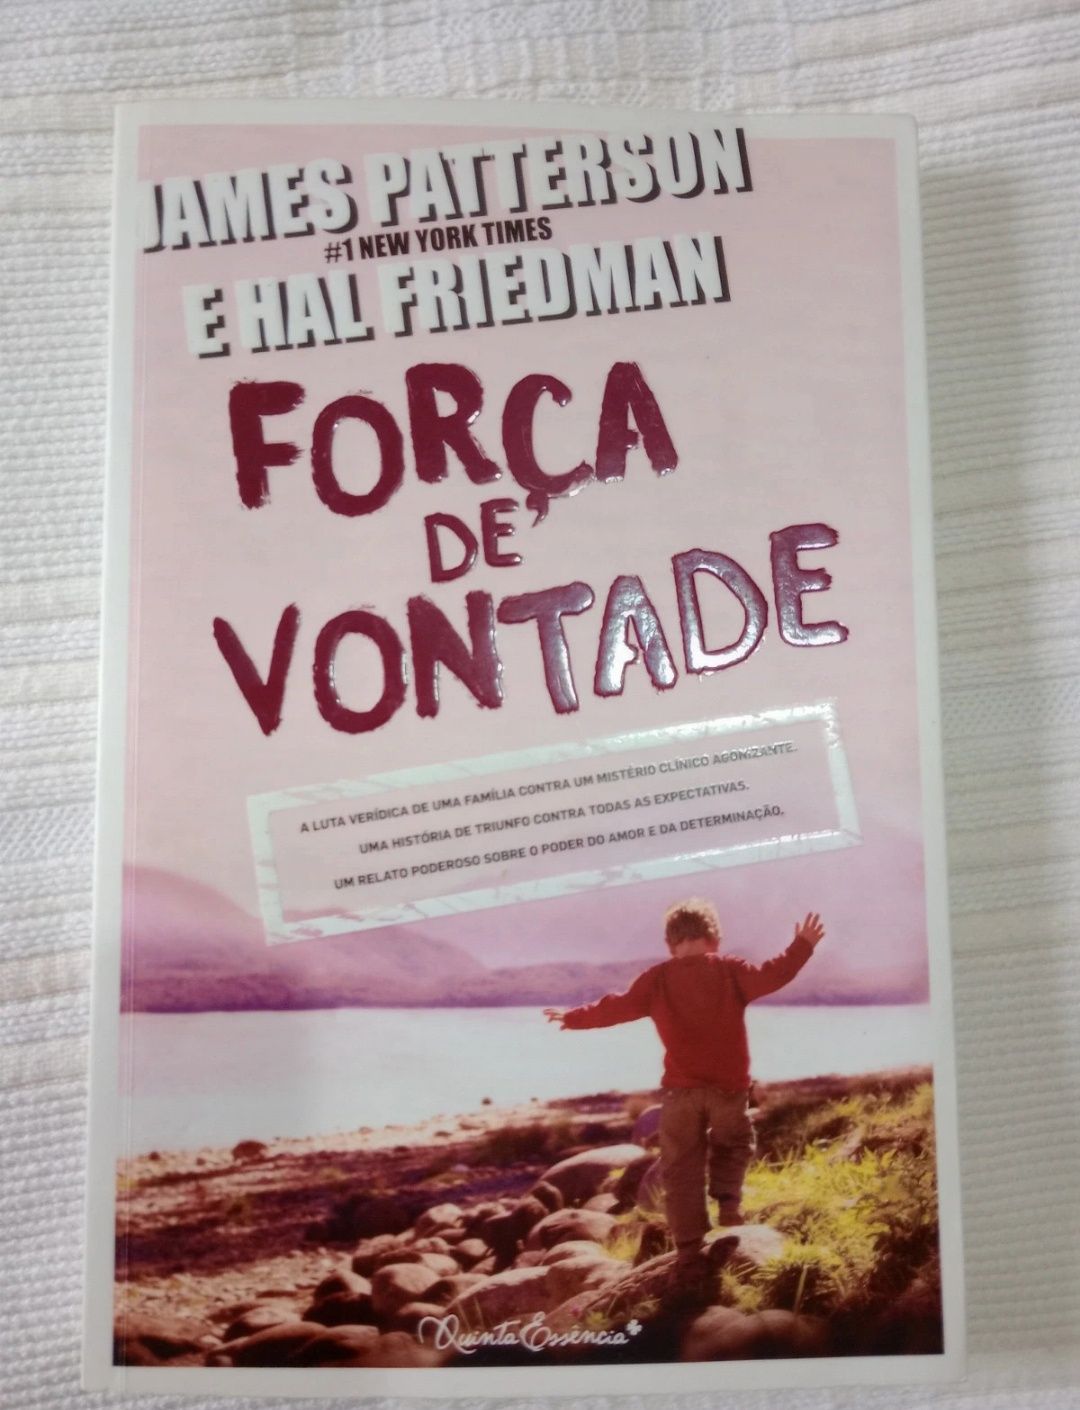 JAMES PATTERSON
#1 NEW YORK TIMES
E HAL FRIEDMAN
FORÇA
DE
VONTADE
A LUTA VERÍDICA DE UMA FAMÍLIA CONTRA UM MISTÉRIO CLÍNICO AGONIZANTE.
UMA HISTÓRIA DE TRIUNFO CONTRA TODAS AS EXPECTATIVAS.
UM RELATO PODEROSO SOBRE O PODER DO AMOR E DA DETERMINAÇÃO.
Quinta Essência